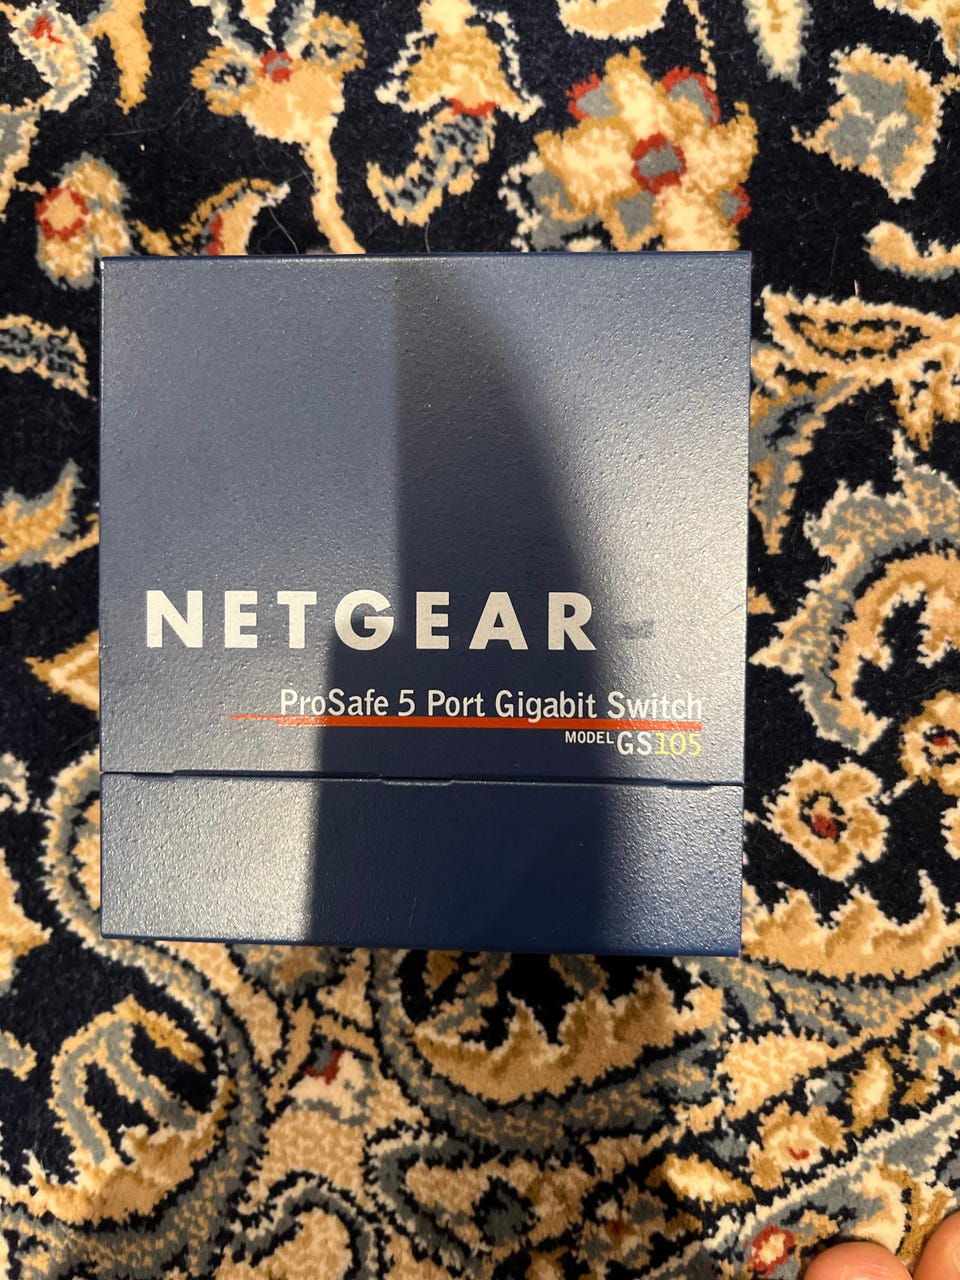 NETGEAR
ProSafe 5 Port Gigabit Switch
MODEL GS105